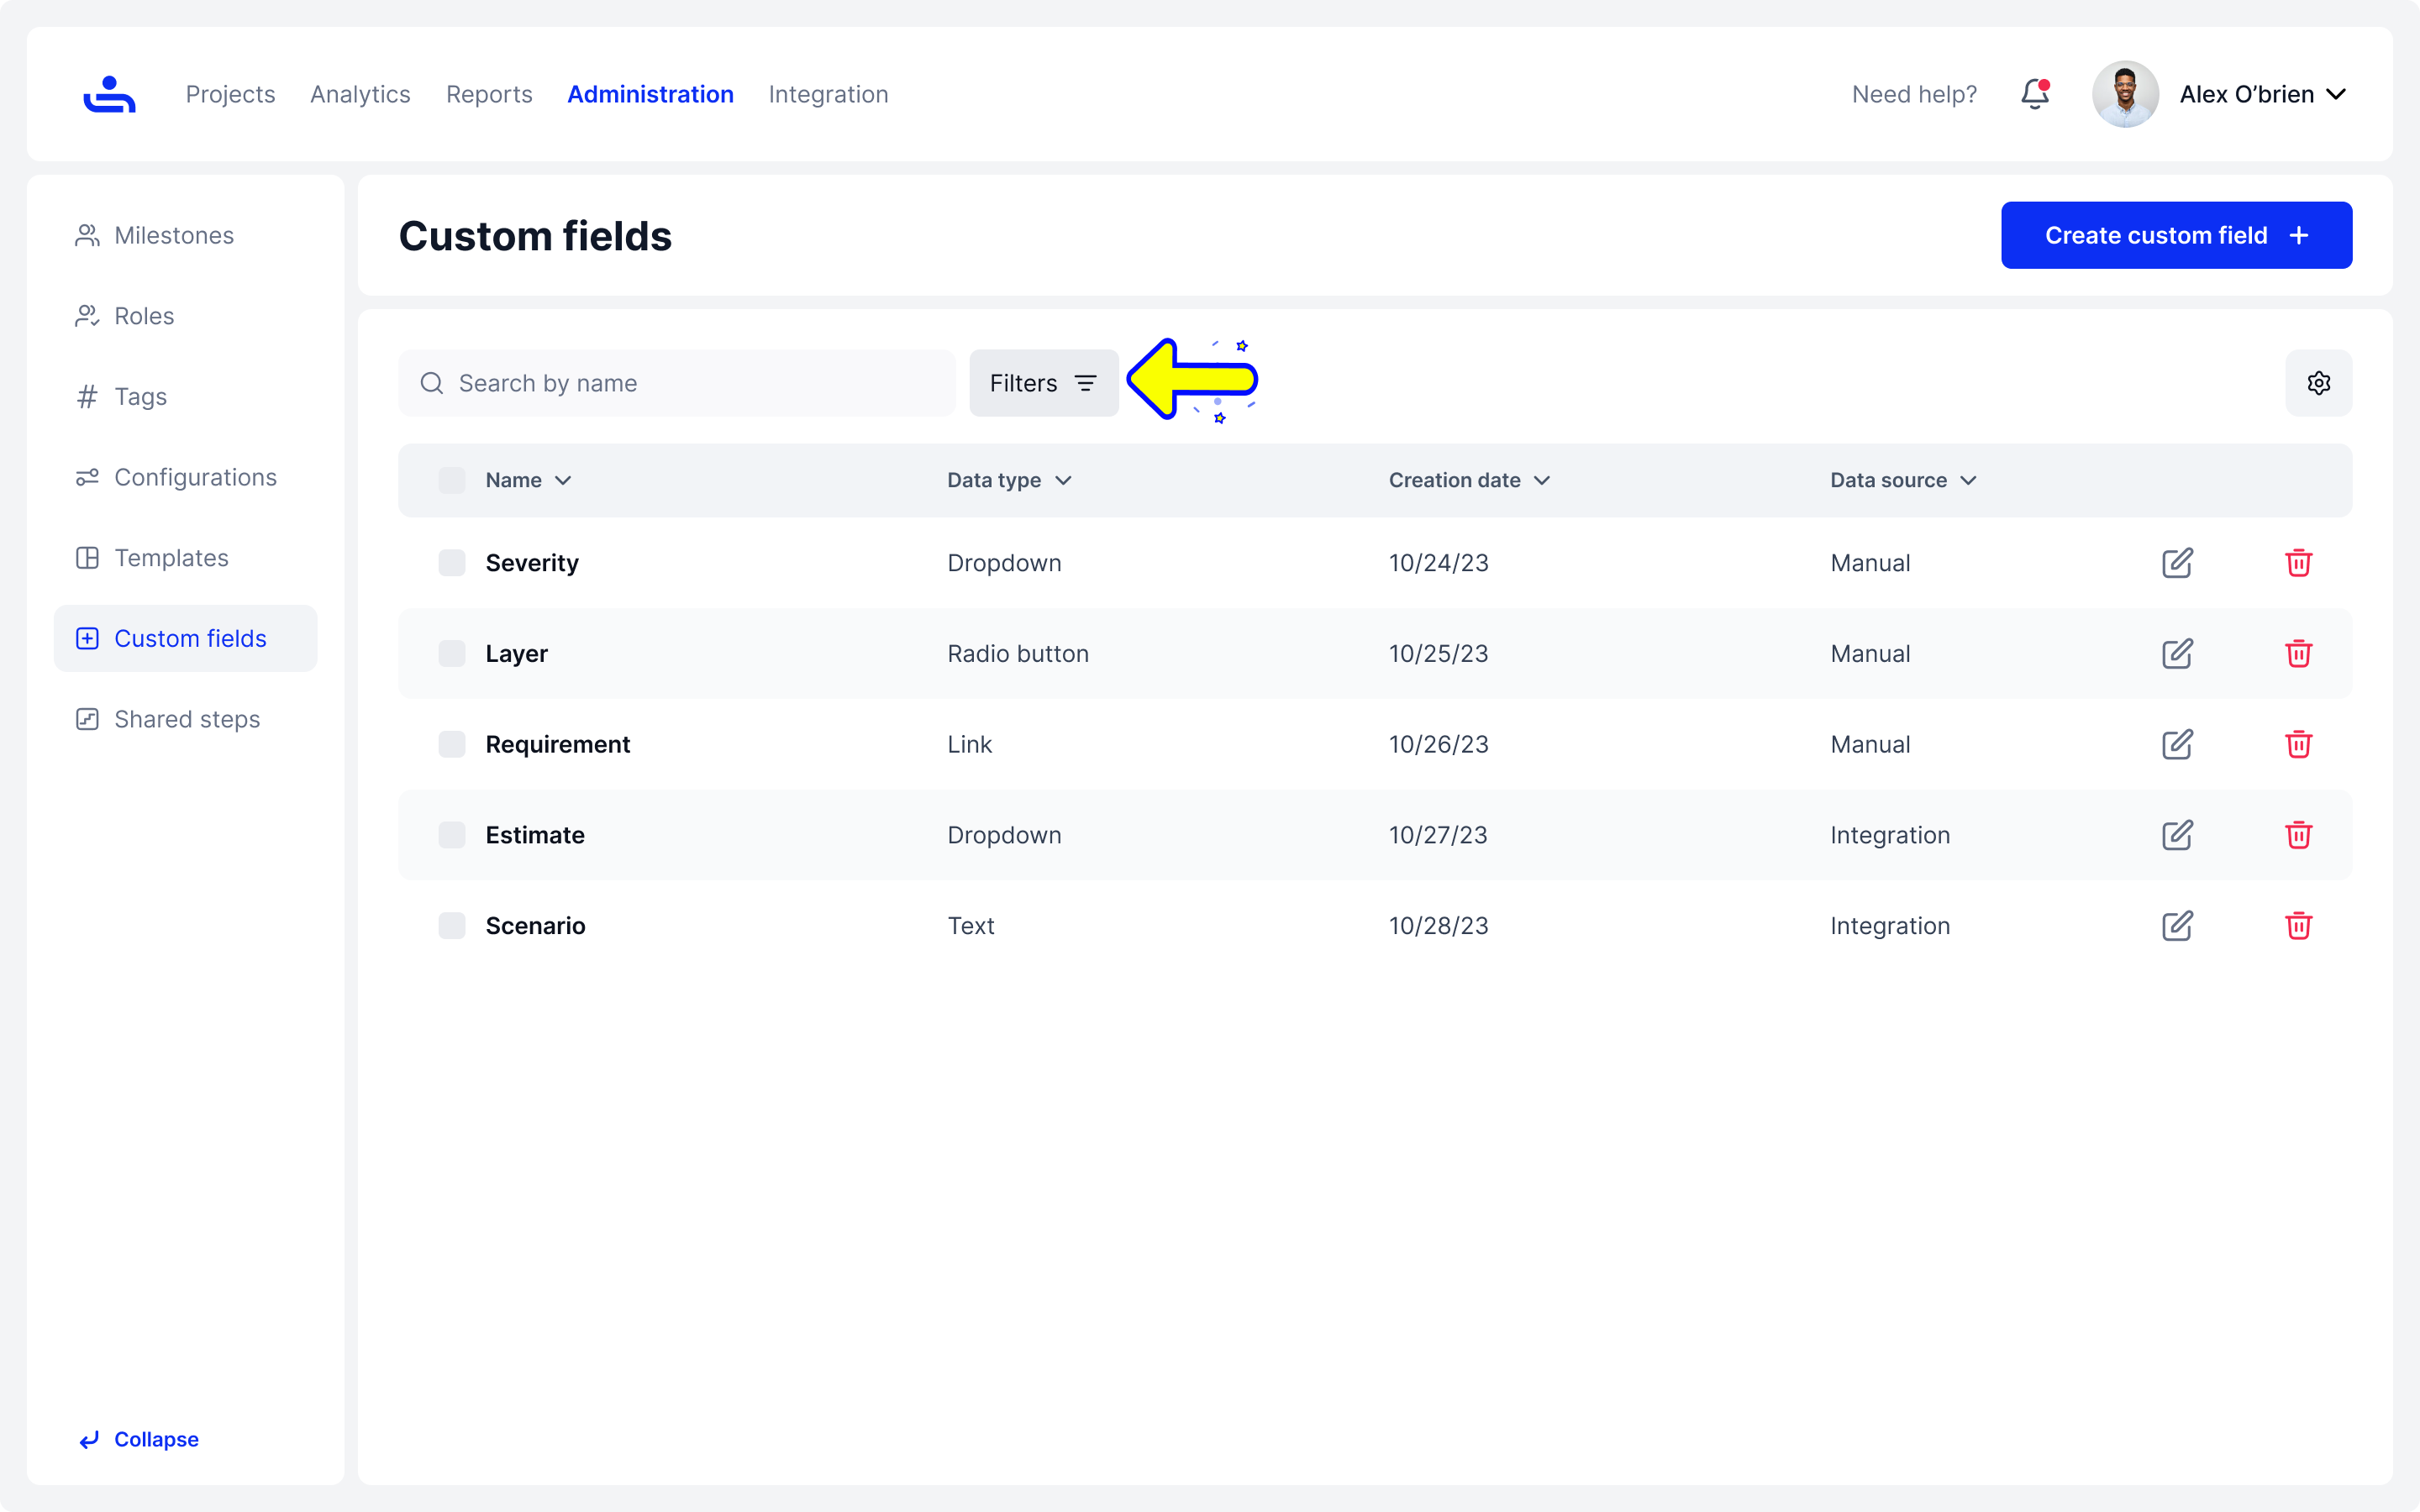 Projects Analytics Reports Administration Integration Need help? Alex O’brien
Milestones
Roles
Tags
Configurations
Templates
Custom fields
Shared steps
Collapse
Custom fields
Create custom field
Search by name
Filters
Name Data type Creation date Data source
Severity Dropdown 10/24/23 Manual
Layer Radio button 10/25/23 Manual
Requirement Link 10/26/23 Manual
Estimate Dropdown 10/27/23 Integration
Scenario Text 10/28/23 Integration